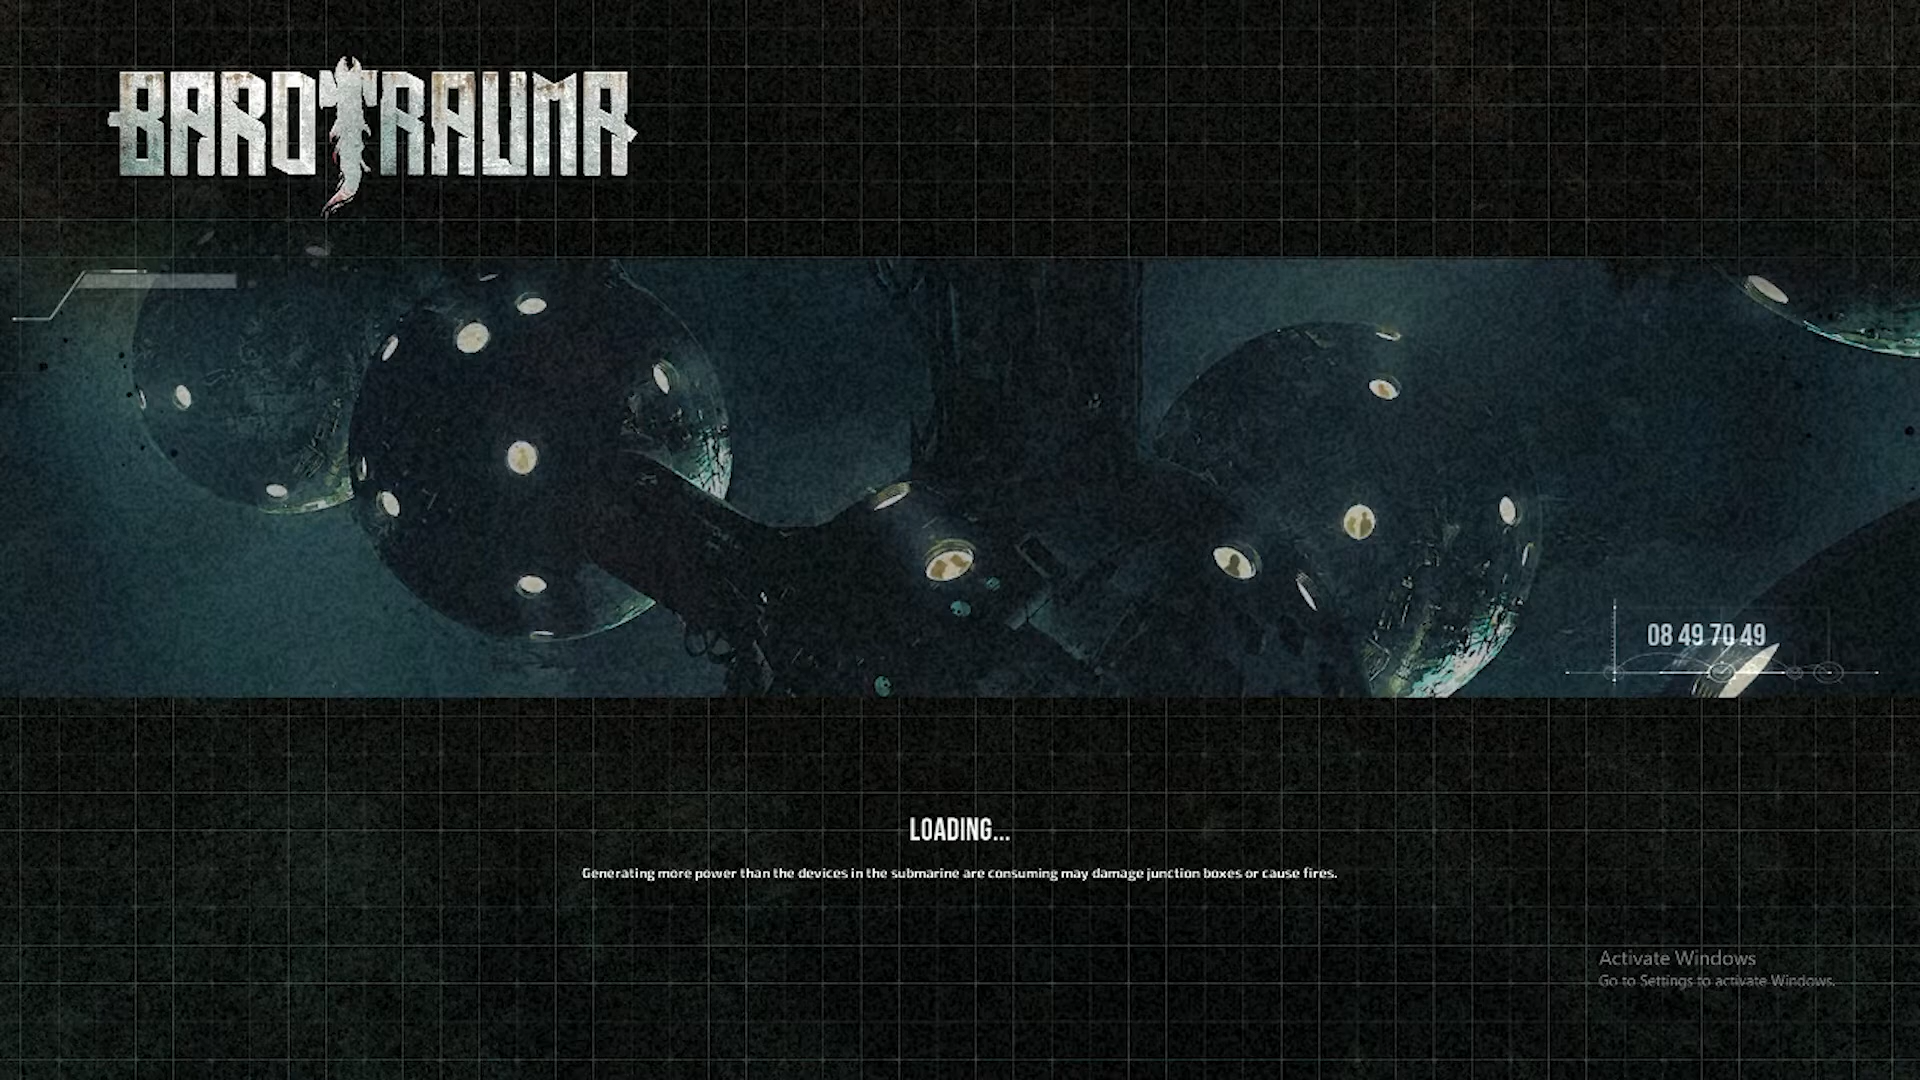 BAROTRAUMA
08 49 70 49
LOADING...
Generating more power than the devices in the submarine are consuming may damage junction boxes or cause fires.
Activate Windows
Go to Settings to activate Windows.